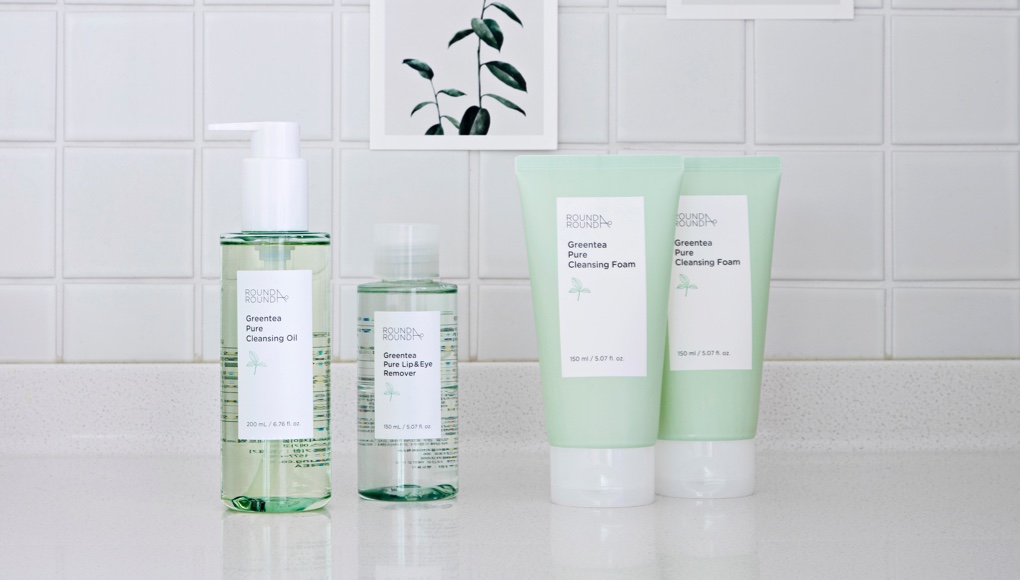 ROUND A
ROUND
Greentea
Pure
Cleansing Oil
200 mL / 6.76 fl. oz
ROUND A
ROUND
Greentea
Pure Lip & Eye
Remover
150 mL / 5.07 fl. oz
ROUND A
ROUND
Greentea
Pure
Cleansing Foam
150 ml / 5.07 fl. oz
ROUND A
ROUND
Greentea
Pure
Cleansing Foam
150 ml / 5.07 fl. oz